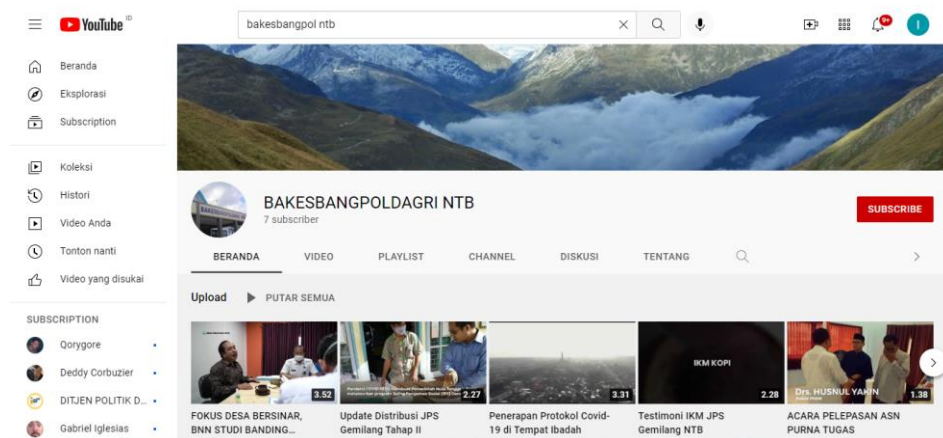 YouTube ID
bakesbangpol ntb
9+
I
Beranda
Eksplorasi
Subscription
Koleksi
Histori
Video Anda
Tonton nanti
Video yang disukai
SUBSCRIPTION
Qorygore
Deddy Corbuzier
DITJEN POLITIK D...
Gabriel Iglesias
BAKESBANGPOLDAGRI NTB
7 subscriber
SUBSCRIBE
BERANDA VIDEO PLAYLIST CHANNEL DISKUSI TENTANG
Upload PUTAR SEMUA
3.52
FOKUS DESA BERSINAR,
BNN STUDI BANDING...
2.27
Update Distribusi JPS
Gemilang Tahap II
3.31
Penerapan Protokol Covid-
19 di Tempat Ibadah
IKM KOPI
2.28
Testimoni IKM JPS
Gemilang NTB
Drs. HUSNUL YAKIN
1.38
ACARA PELEPASAN ASN
PURNA TUGAS